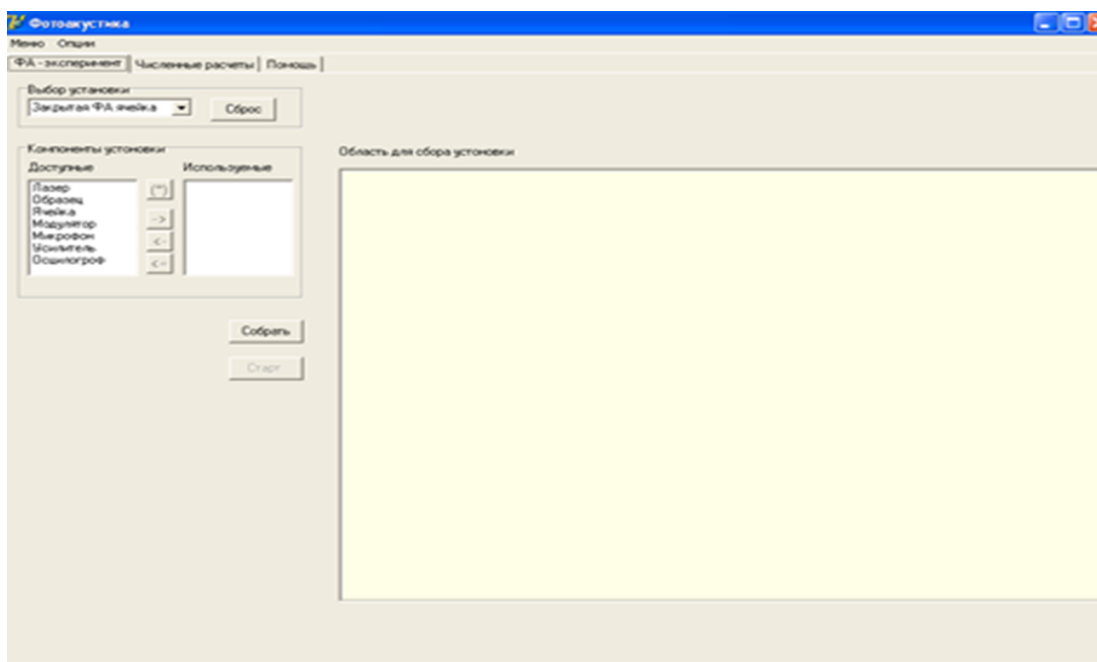 Фотоакустика
Меню Опции
ФА - эксперимент Численные расчеты Помощь
Выбор установки
Закрытая ФА ячейка Сброс
Компоненты установки
Доступные Используемые
Лазер
Образец
Ячейка
Модулятор
Микрофон
Усилитель
Осцилогроф
(*)
->
<-
<-
Собрать
Старт
Область для сбора установки